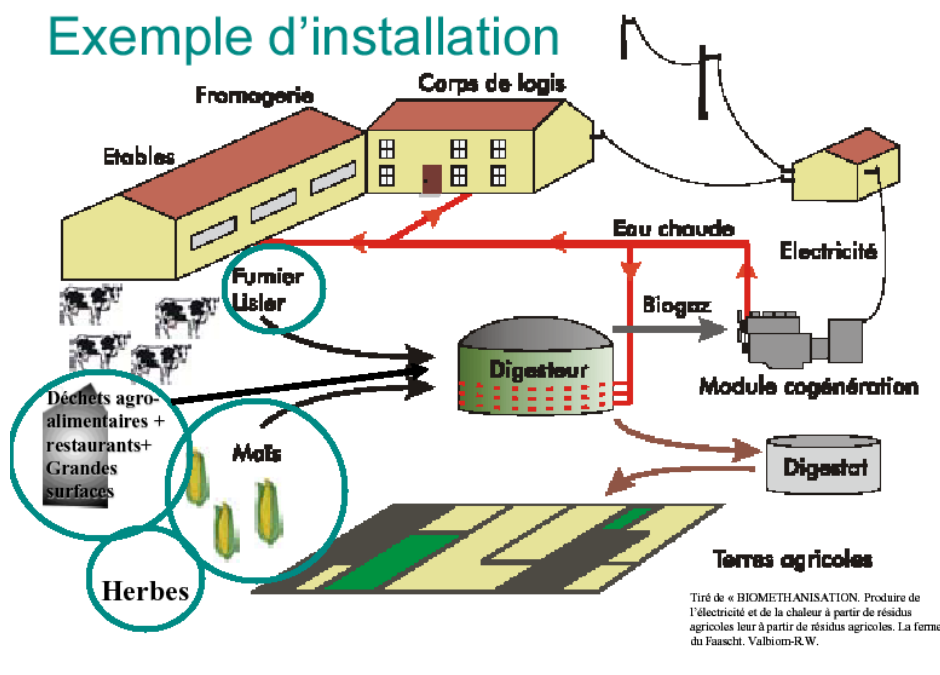 Exemple d'installation
Corps de logis
Fromagerie
Etables
Eau chaude
Electricité
Fumier
Lisier
Biogaz
Digesteur
Module cogénération
Déchets agro-
alimentaires +
restaurants+
Grandes
surfaces
Maïs
Digestat
Herbes
Terres agricoles
Tiré de « BIOMETHANISATION. Produire de
l'électricité et de la chaleur à partir de résidus
agricoles leur à partir de résidus agricoles. La ferme
du Faascht. Valbiom-R.W.